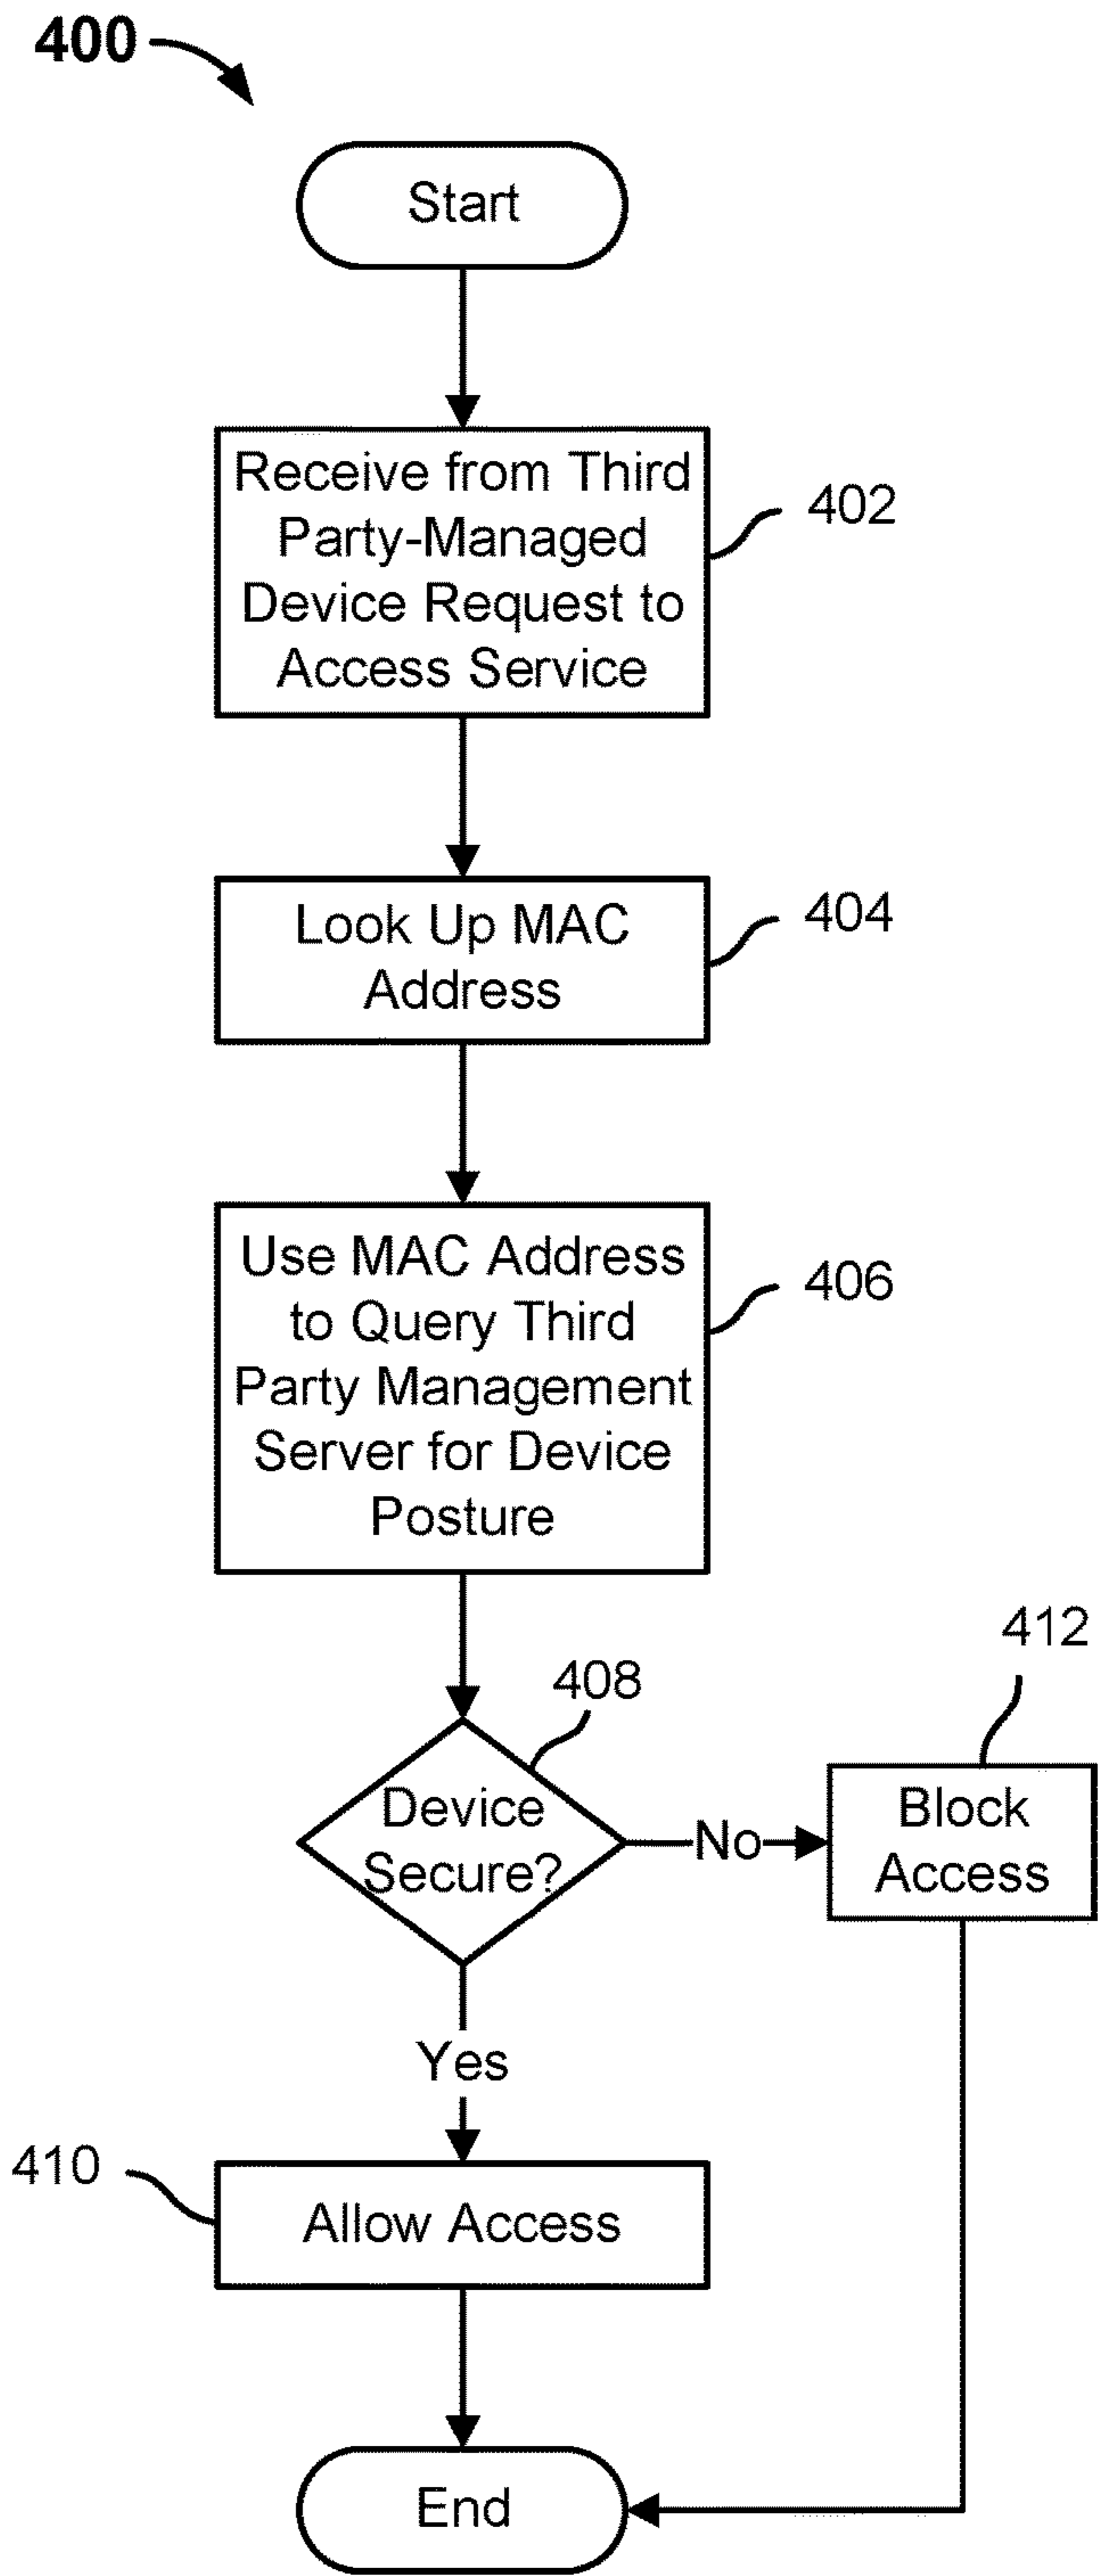 400
Start
Receive from Third
Party-Managed
Device Request to
Access Service
402
Look Up MAC
Address
404
Use MAC Address
to Query Third
Party Management
Server for Device
Posture
406
408
Device
Secure?
No
412
Block
Access
Yes
410
Allow Access
End